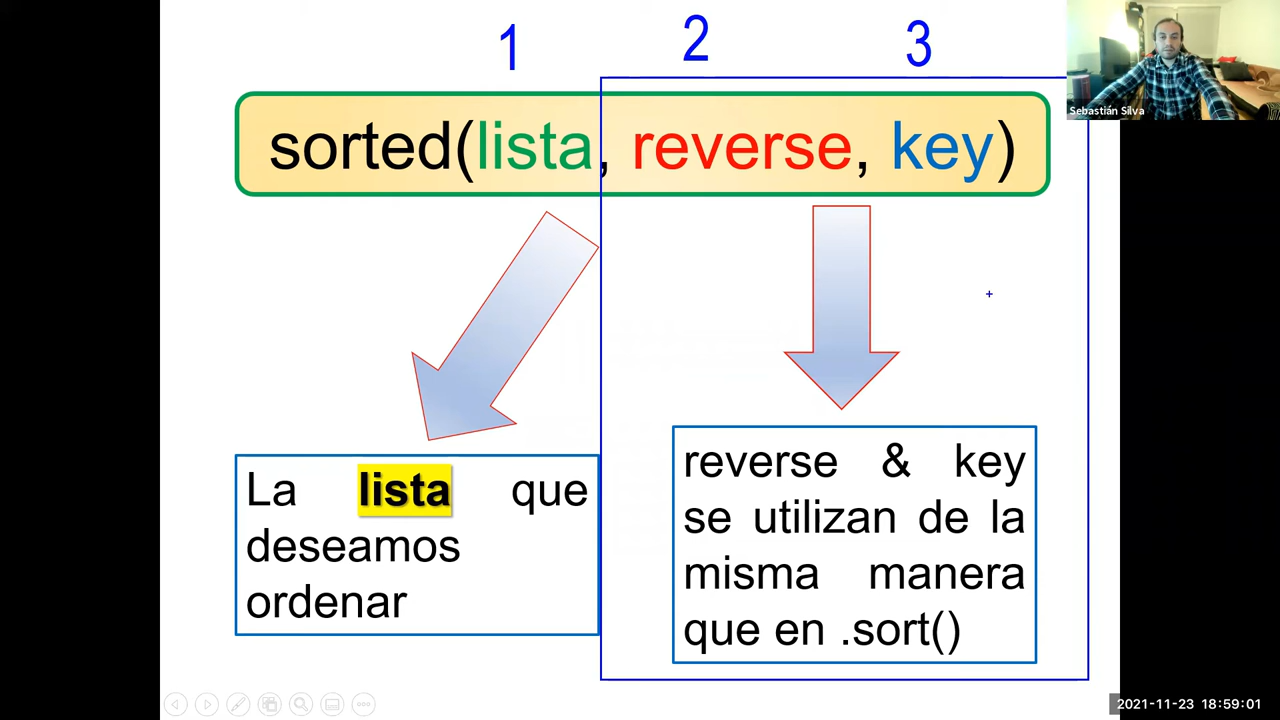 1 2 3
Sebastián Silva
sorted(lista, reverse, key)
La lista que
deseamos
ordenar
reverse & key
se utilizan de la
misma manera
que en .sort()
2021-11-23 18:59:01